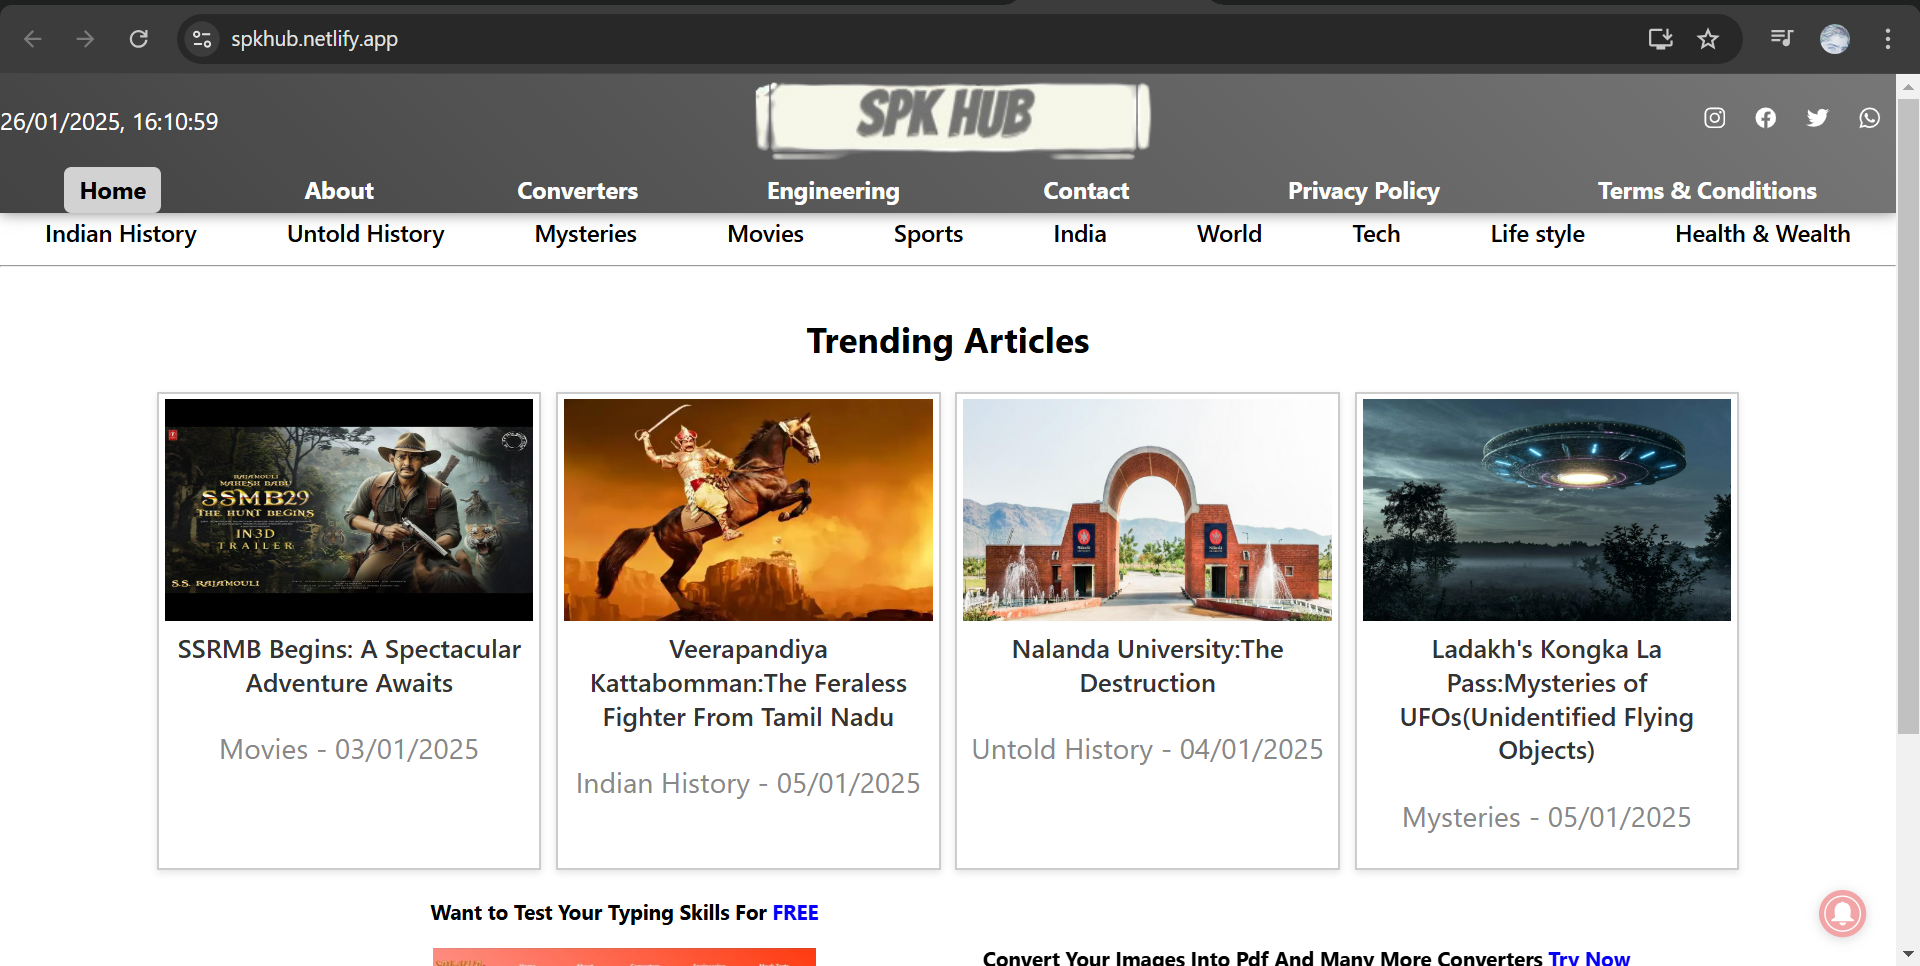 spkhub.netlify.app
26/01/2025, 16:10:59
SPK HUB
Home About Converters Engineering Contact Privacy Policy Terms & Conditions
Indian History Untold History Mysteries Movies Sports India World Tech Life style Health & Wealth
Trending Articles
RAJAMOULI
MAHESH BABU
SSMB29
THE HUNT BEGINS
IN3D
TRAILER
S.S. RAJAMOULI
SSRMB Begins: A Spectacular
Adventure Awaits
Movies - 03/01/2025
Veerapandiya
Kattabomman:The Feraless
Fighter From Tamil Nadu
Indian History - 05/01/2025
Nalanda University:The
Destruction
Untold History - 04/01/2025
Ladakh's Kongka La
Pass:Mysteries of
UFOs(Unidentified Flying
Objects)
Mysteries - 05/01/2025
Want to Test Your Typing Skills For FREE
Convert Your Images Into Pdf And Many More Converters Try Now